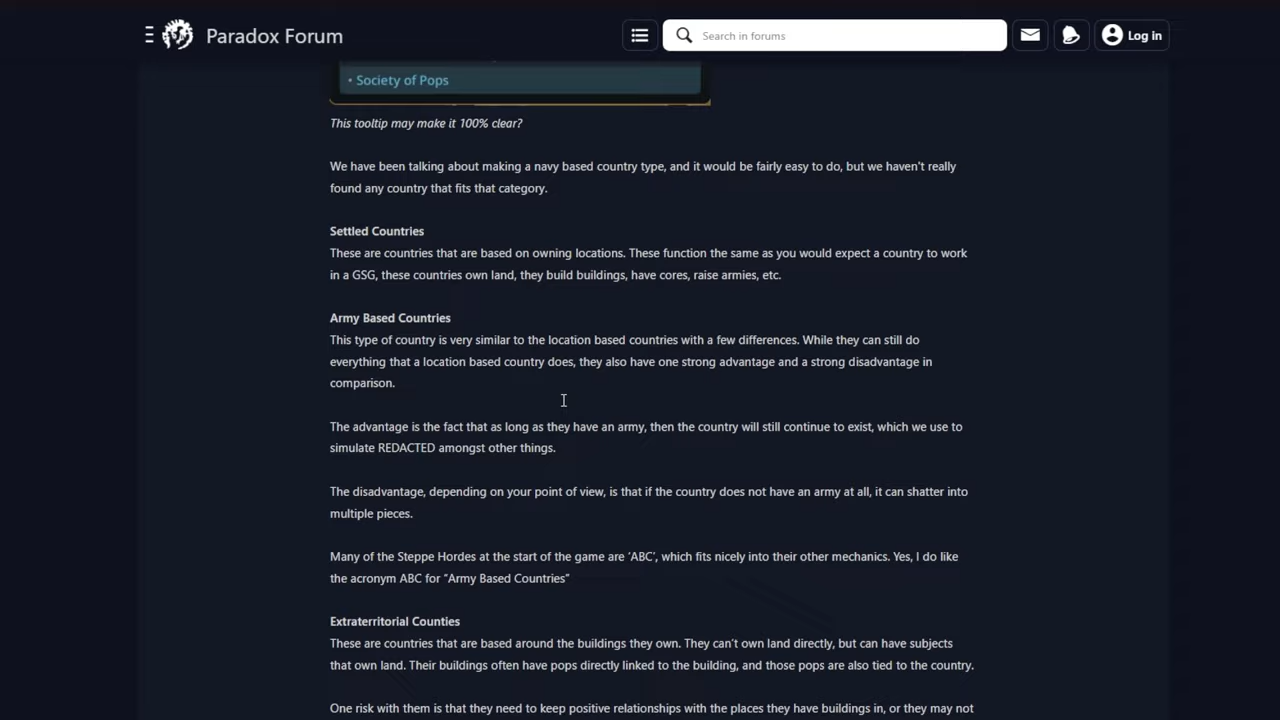 Paradox Forum
Search in forums
Log in
• Society of Pops
This tooltip may make it 100% clear?
We have been talking about making a navy based country type, and it would be fairly easy to do, but we haven't really
found any country that fits that category.
Settled Countries
These are countries that are based on owning locations. These function the same as you would expect a country to work
in a GSG, these countries own land, they build buildings, have cores, raise armies, etc.
Army Based Countries
This type of country is very similar to the location based countries with a few differences. While they can still do
everything that a location based country does, they also have one strong advantage and a strong disadvantage in
comparison.
The advantage is the fact that as long as they have an army, then the country will still continue to exist, which we use to
simulate REDACTED amongst other things.
The disadvantage, depending on your point of view, is that if the country does not have an army at all, it can shatter into
multiple pieces.
Many of the Steppe Hordes at the start of the game are ‘ABC’, which fits nicely into their other mechanics. Yes, I do like
the acronym ABC for “Army Based Countries”
Extraterritorial Counties
These are countries that are based around the buildings they own. They can't own land directly, but can have subjects
that own land. Their buildings often have pops directly linked to the building, and those pops are also tied to the country.
One risk with them is that they need to keep positive relationships with the places they have buildings in, or they may not